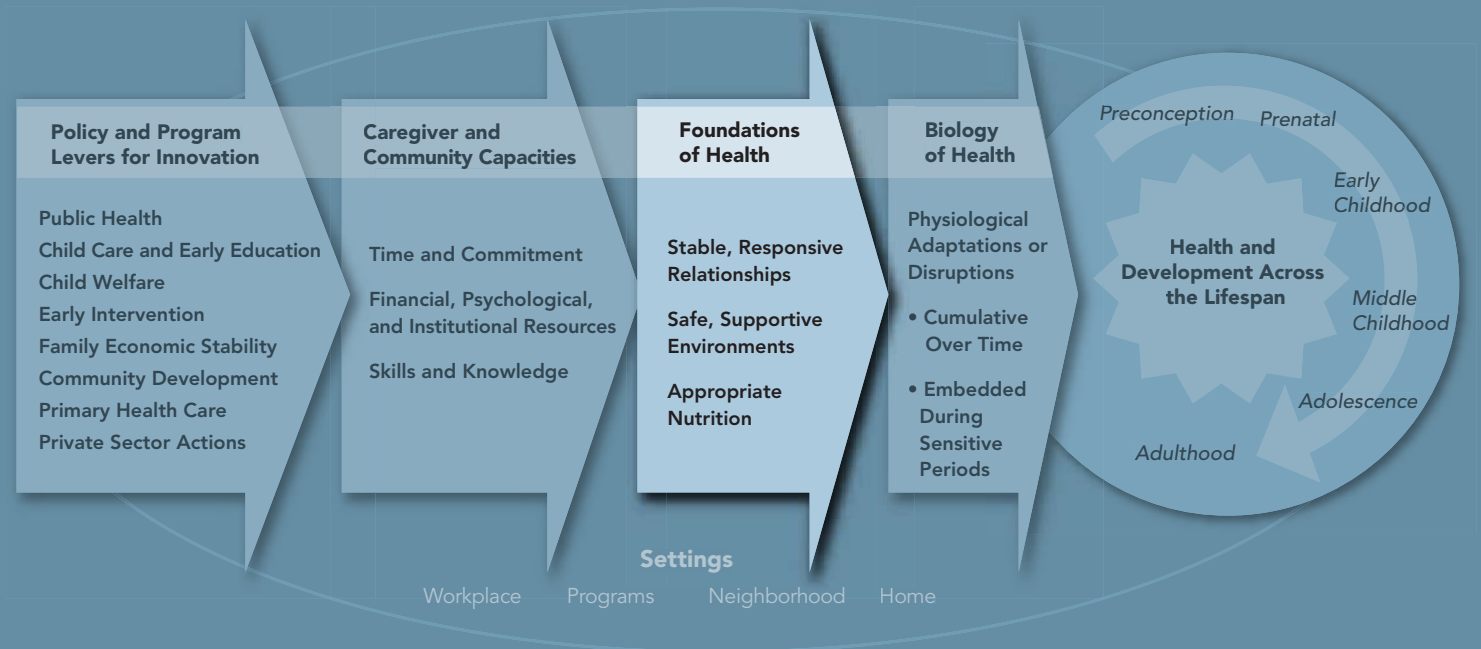 Policy and Program
Levers for Innovation
Public Health
Child Care and Early Education
Child Welfare
Early Intervention
Family Economic Stability
Community Development
Primary Health Care
Private Sector Actions
Caregiver and
Community Capacities
Time and Commitment
Financial, Psychological,
and Institutional Resources
Skills and Knowledge
Foundations
of Health
Stable, Responsive
Relationships
Safe, Supportive
Environments
Appropriate
Nutrition
Biology
of Health
Physiological
Adaptations or
Disruptions
• Cumulative
Over Time
• Embedded
During
Sensitive
Periods
Health and
Development Across
the Lifespan
Preconception
Prenatal
Early
Childhood
Middle
Childhood
Adolescence
Adulthood
Settings
Workplace Programs Neighborhood Home